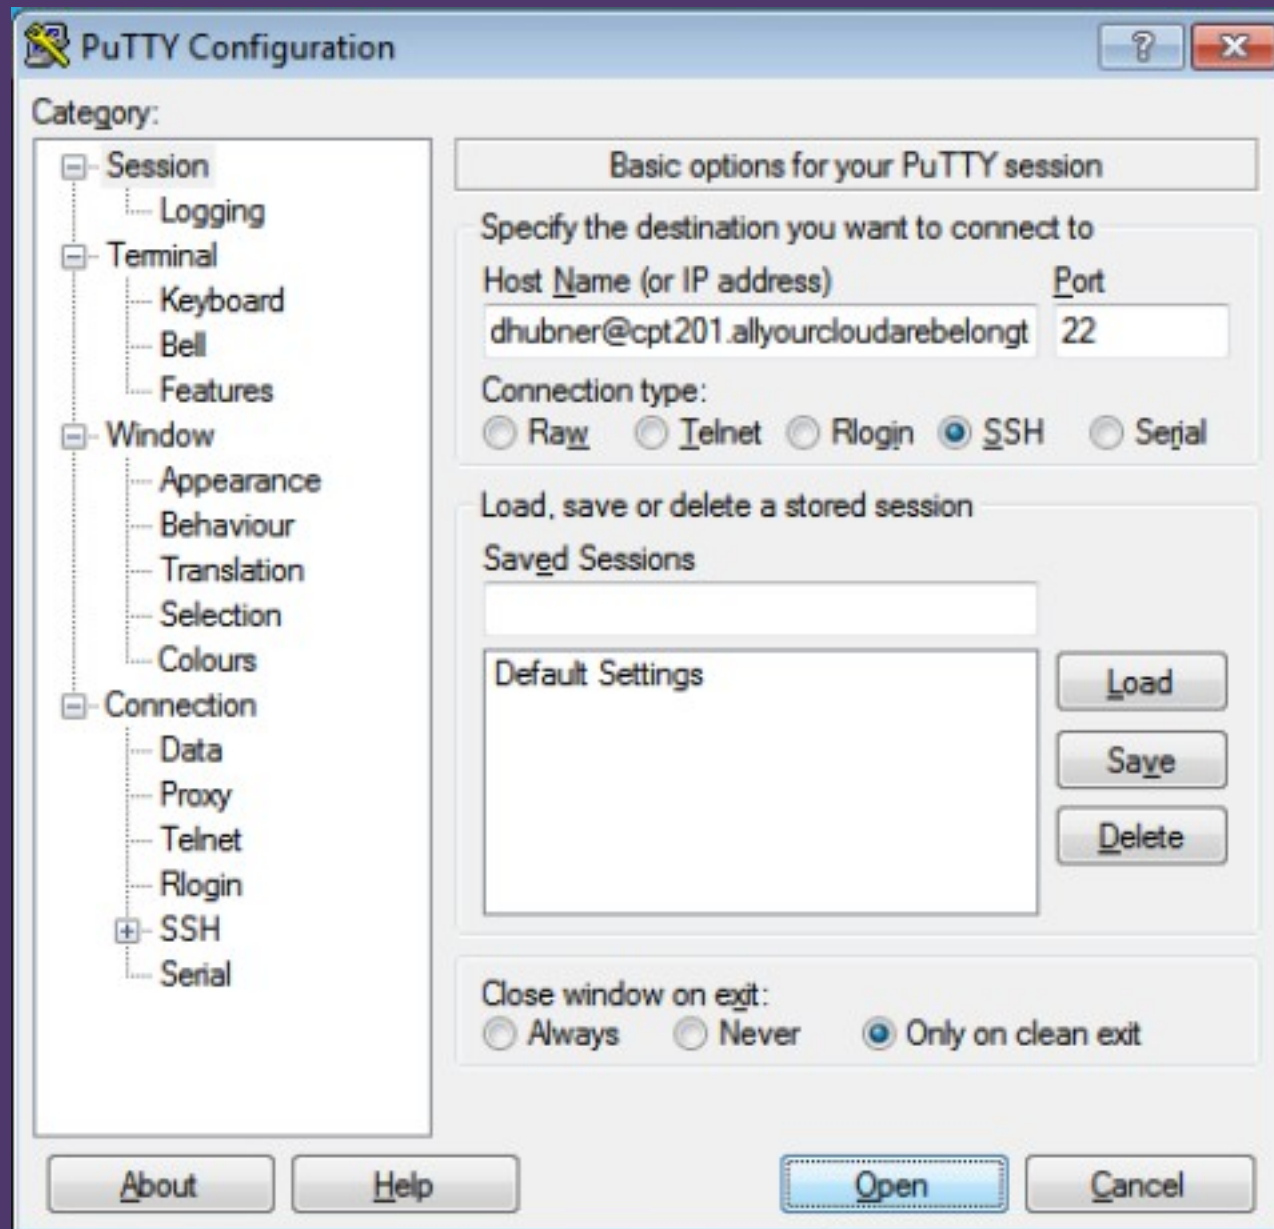 PuTTY Configuration
Category:
Session
Logging
Terminal
Keyboard
Bell
Features
Window
Appearance
Behaviour
Translation
Selection
Colours
Connection
Data
Proxy
Telnet
Rlogin
SSH
Serial
Basic options for your PuTTY session
Specify the destination you want to connect to
Host Name (or IP address) Port
dhubner@cpt201.allyourcloudarebelongt 22
Connection type:
Raw Telnet Rlogin SSH Serial
Load, save or delete a stored session
Saved Sessions
Default Settings
Load
Save
Delete
Close window on exit:
Always Never Only on clean exit
About Help Open Cancel